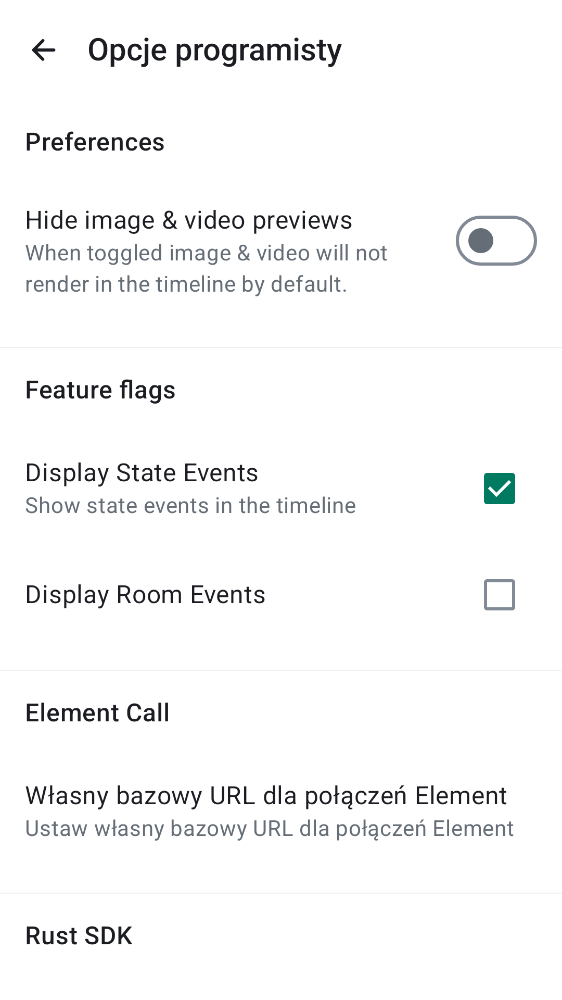 Opcje programisty
Preferences
Hide image & video previews
When toggled image & video will not
render in the timeline by default.
Feature flags
Display State Events
Show state events in the timeline
Display Room Events
Element Call
Własny bazowy URL dla połączeń Element
Ustaw własny bazowy URL dla połączeń Element
Rust SDK